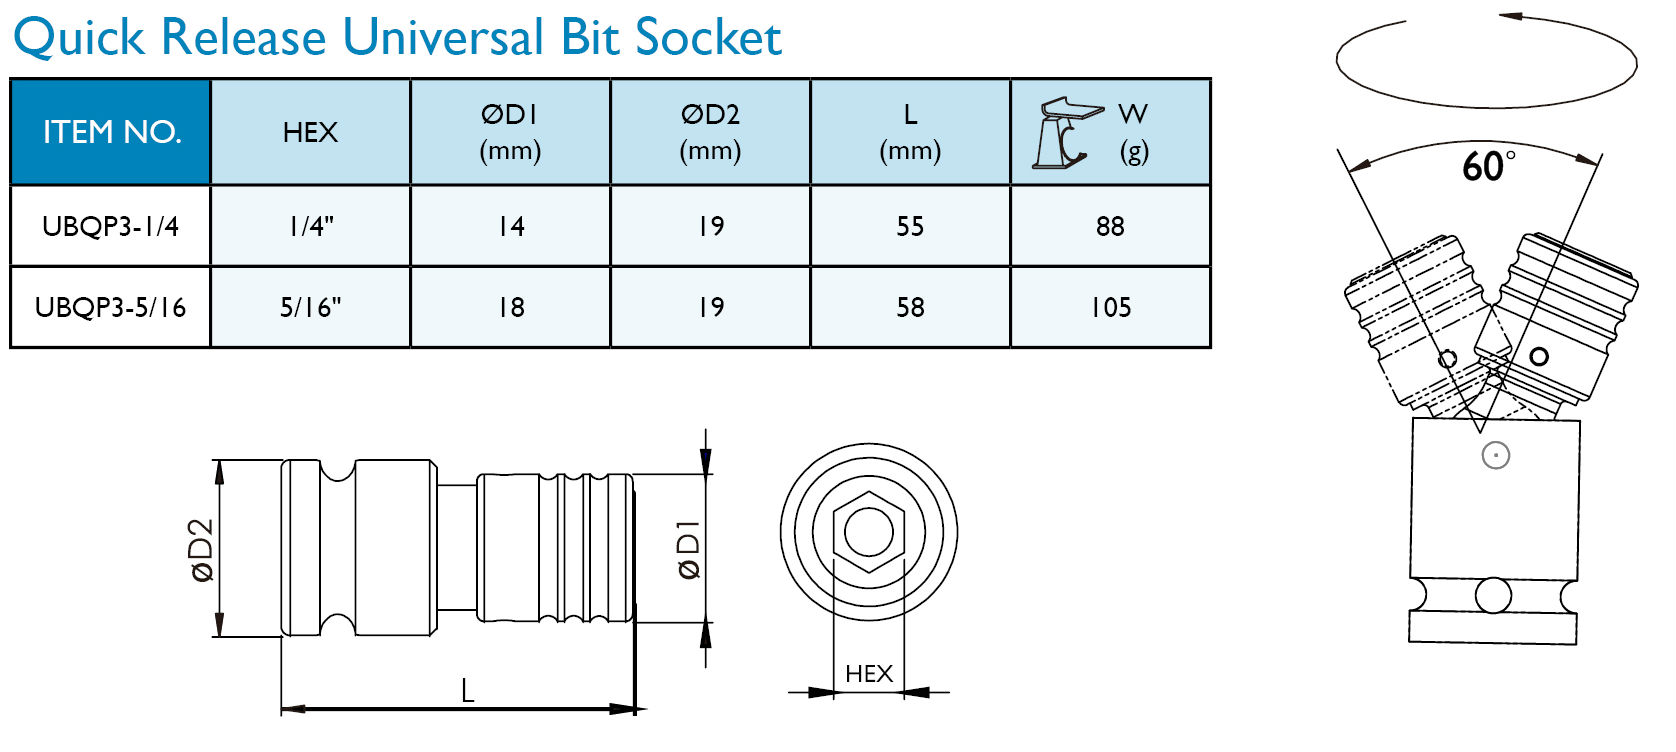 Quick Release Universal Bit Socket
ITEM NO. HEX ØD1 (mm) ØD2 (mm) L (mm) W (g)
UBQP3-1/4 1/4" 14 19 55 88
UBQP3-5/16 5/16" 18 19 58 105
60°
øD2
øD1
L
HEX